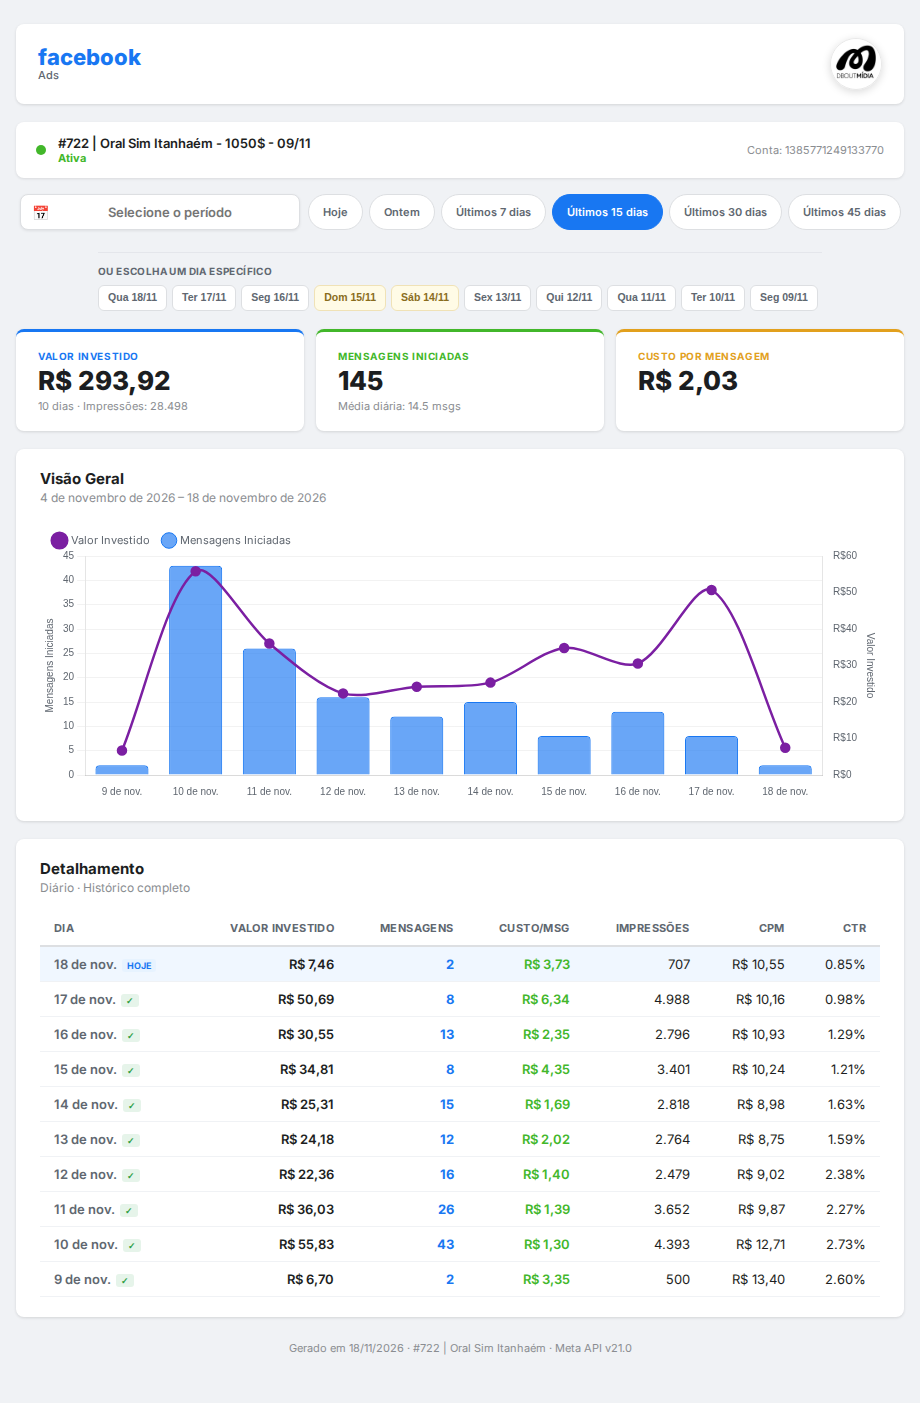 facebook
Ads
DBOUTMÍDIA
#722 | Oral Sim Itanhaém - 1050$ - 09/11
Ativa
Conta: 1385771249133770
Selecione o período
Hoje
Ontem
Últimos 7 dias
Últimos 15 dias
Últimos 30 dias
Últimos 45 dias
OU ESCOLHA UM DIA ESPECÍFICO
Qua 18/11
Ter 17/11
Seg 16/11
Dom 15/11
Sáb 14/11
Sex 13/11
Qui 12/11
Qua 11/11
Ter 10/11
Seg 09/11
VALOR INVESTIDO
R$ 293,92
10 dias · Impressões: 28.498
MENSAGENS INICIADAS
145
Média diária: 14.5 msgs
CUSTO POR MENSAGEM
R$ 2,03
Visão Geral
4 de novembro de 2026 – 18 de novembro de 2026
Valor Investido
Mensagens Iniciadas
45
40
35
30
25
20
15
10
5
0
Mensagens Iniciadas
R$60
R$50
R$40
R$30
R$20
R$10
R$0
Valor Investido
9 de nov.
10 de nov.
11 de nov.
12 de nov.
13 de nov.
14 de nov.
15 de nov.
16 de nov.
17 de nov.
18 de nov.
Detalhamento
Diário · Histórico completo
DIA VALOR INVESTIDO MENSAGENS CUSTO/MSG IMPRESSÕES CPM CTR
18 de nov. HOJE R$ 7,46 2 R$ 3,73 707 R$ 10,55 0.85%
17 de nov. ✓ R$ 50,69 8 R$ 6,34 4.988 R$ 10,16 0.98%
16 de nov. ✓ R$ 30,55 13 R$ 2,35 2.796 R$ 10,93 1.29%
15 de nov. ✓ R$ 34,81 8 R$ 4,35 3.401 R$ 10,24 1.21%
14 de nov. ✓ R$ 25,31 15 R$ 1,69 2.818 R$ 8,98 1.63%
13 de nov. ✓ R$ 24,18 12 R$ 2,02 2.764 R$ 8,75 1.59%
12 de nov. ✓ R$ 22,36 16 R$ 1,40 2.479 R$ 9,02 2.38%
11 de nov. ✓ R$ 36,03 26 R$ 1,39 3.652 R$ 9,87 2.27%
10 de nov. ✓ R$ 55,83 43 R$ 1,30 4.393 R$ 12,71 2.73%
9 de nov. ✓ R$ 6,70 2 R$ 3,35 500 R$ 13,40 2.60%
Gerado em 18/11/2026 · #722 | Oral Sim Itanhaém · Meta API v21.0